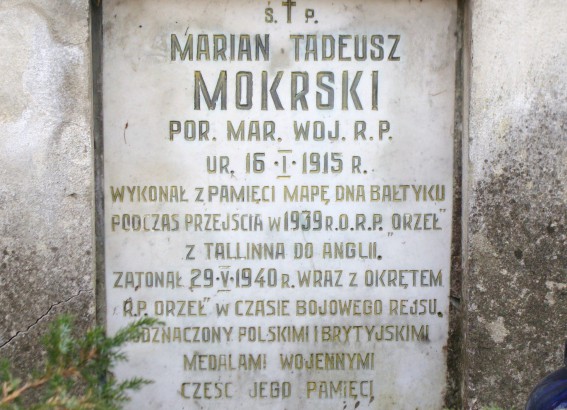 Ś. † P.
MARIAN TADEUSZ
MOKRSKI
POR. MAR. WOJ. R.P.
UR. 16·I·1915 R.
WYKONAŁ Z PAMIĘCI MAPĘ DNA BAŁTYKU
PODCZAS PRZEJŚCIA W 1939 R. O.R.P. "ORZEŁ"
Z TALLINNA DO ANGLII.
ZATONAŁ 29·V·1940 R. WRAZ Z OKRĘTEM
R.P. ORZEŁ" W CZASIE BOJOWEGO REJSU.
ODZNACZONY POLSKIMI I BRYTYJSKIMI
MEDALAMI WOJENNYMI
CZEŚĆ JEGO PAMIĘCI